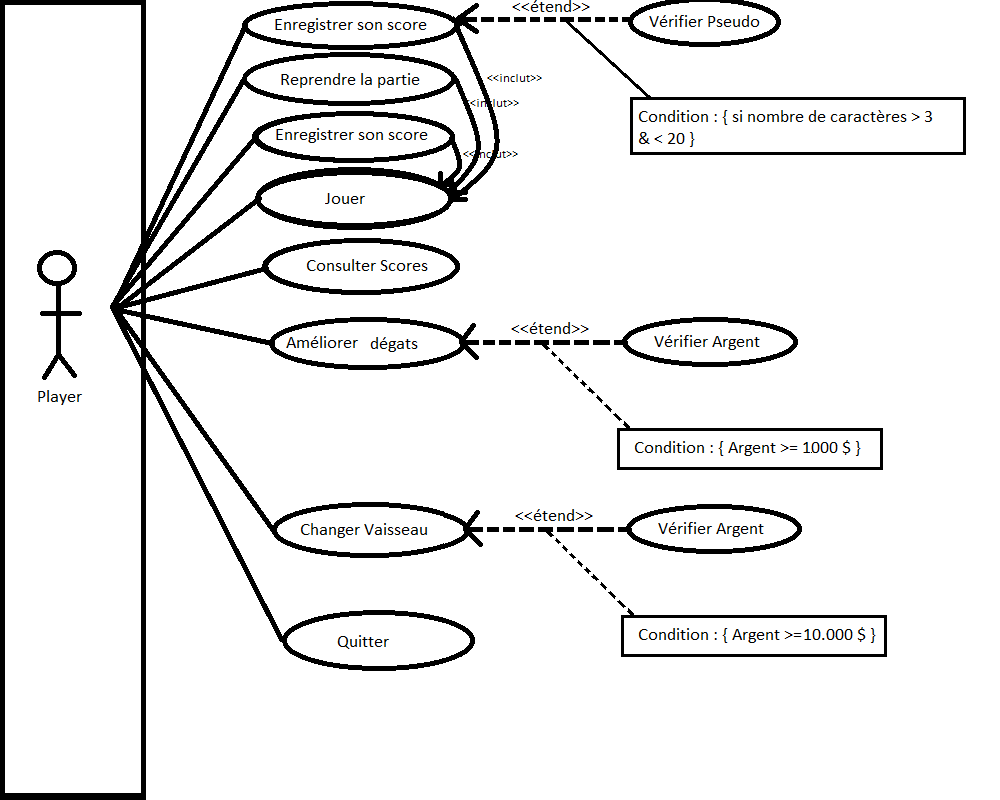 <<étend>>
Enregistrer son score
Vérifier Pseudo
Reprendre la partie
<<inclut>>
<<inclut>>
Condition : { si nombre de caractères > 3
& < 20 }
Enregistrer son score
<<inclut>>
Jouer
Consulter Scores
<<étend>>
Améliorer dégats
Vérifier Argent
Player
Condition : { Argent >= 1000 $ }
<<étend>>
Changer Vaisseau
Vérifier Argent
Condition : { Argent >=10.000 $ }
Quitter